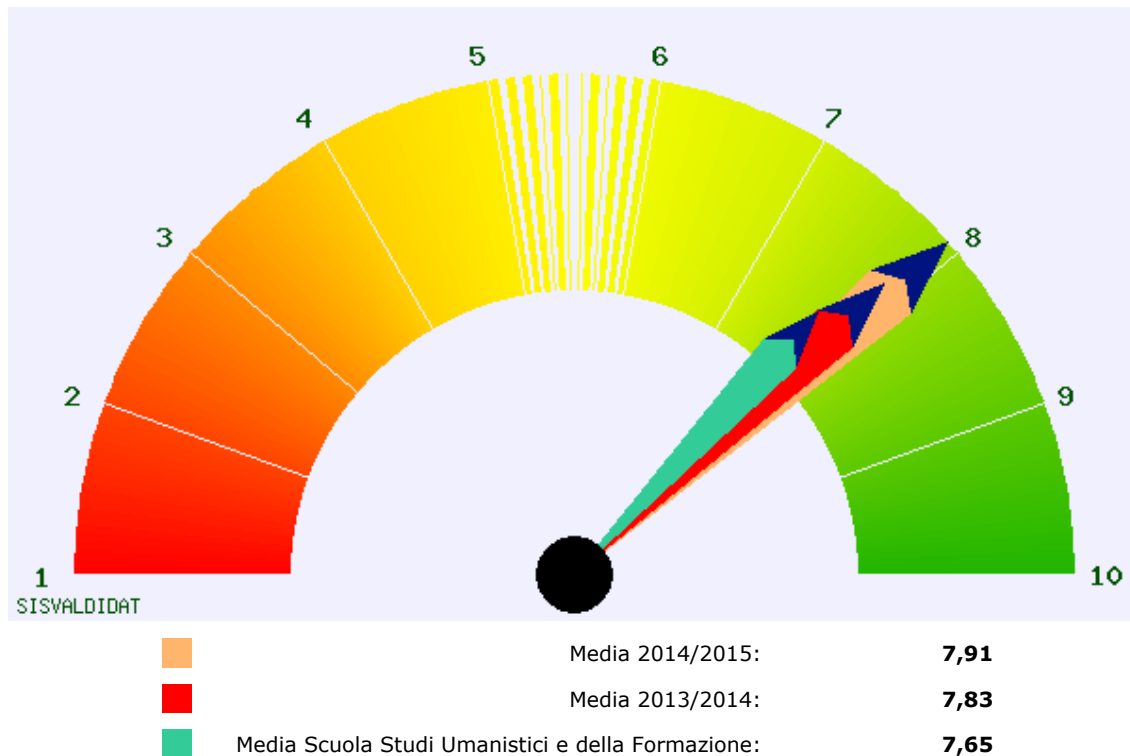 5 6
4 7
3 8
2 9
1 10
SISVALDIDAT
Media 2014/2015: 7,91
Media 2013/2014: 7,83
Media Scuola Studi Umanistici e della Formazione: 7,65